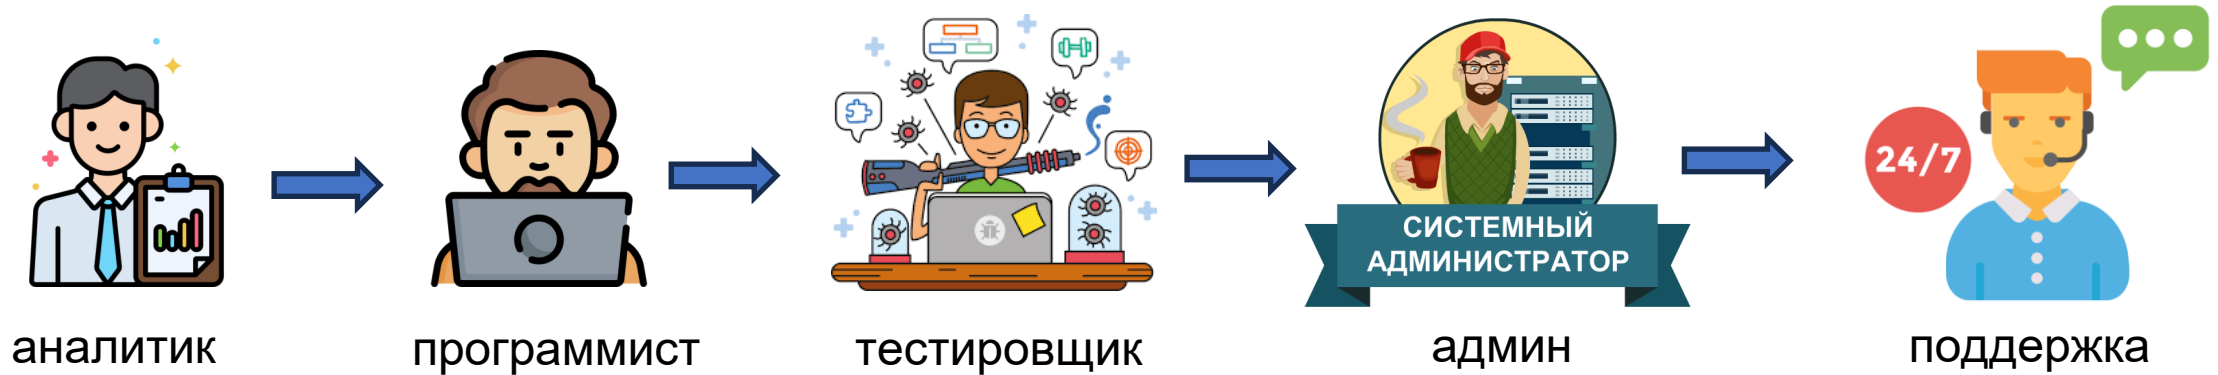 24/7
СИСТЕМНЫЙ
АДМИНИСТРАТОР
аналитик
программист
тестировщик
админ
поддержка